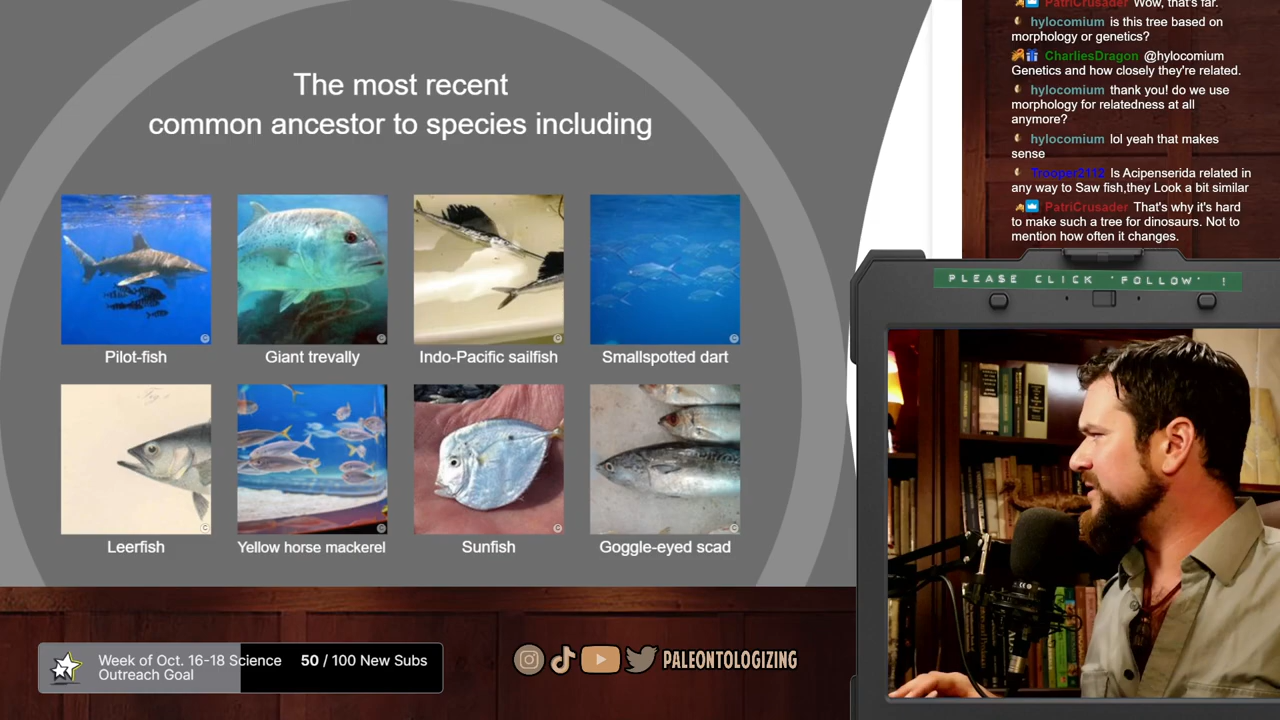 The most recent
common ancestor to species including
Pilot-fish
Giant trevally
Indo-Pacific sailfish
Smallspotted dart
Leerfish
Yellow horse mackerel
Sunfish
Goggle-eyed scad
Week of Oct. 16-18 Science
Outreach Goal
50 / 100 New Subs
PALEONTOLOGIZING
PatriCrusader Wow, that's far.
hylocomium is this tree based on
morphology or genetics?
CharliesDragon @hylocomium
Genetics and how closely they're related.
hylocomium thank you! do we use
morphology for relatedness at all
anymore?
hylocomium lol yeah that makes
sense
Trooper2112 Is Acipenserida related in
any way to Saw fish,they Look a bit similar
PatriCrusader That's why it's hard
to make such a tree for dinosaurs. Not to
mention how often it changes.
PLEASE CLICK 'FOLLOW' !